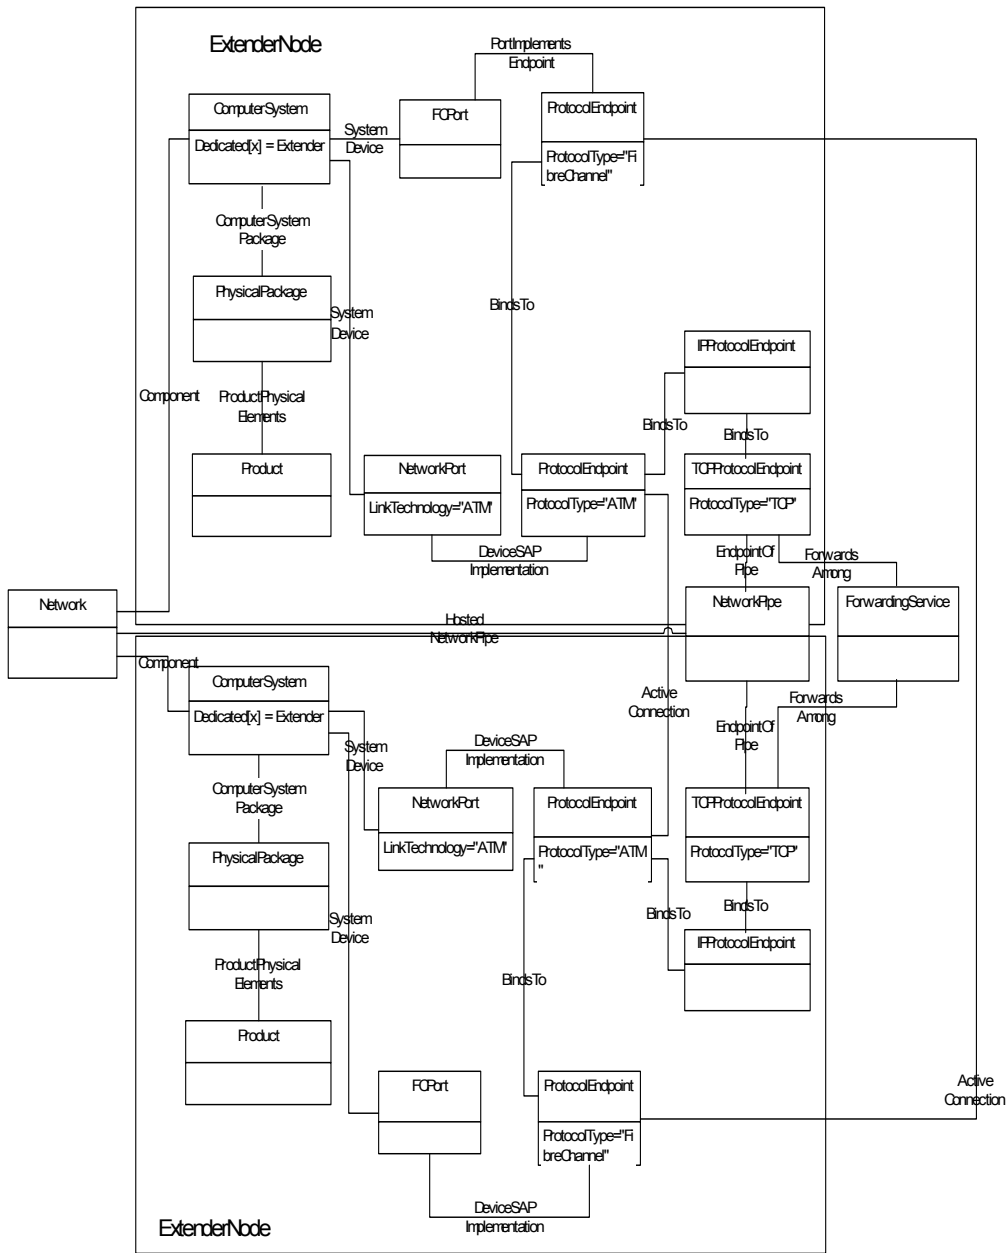 ExtenderNode
PortImplements
Endpoint
ComputerSystem
Dedicated[x] = Extender
System
Device
FCPort
ProtocolEndpoint
ProtocolType="Fi
breChannel"
ComputerSystem
Package
PhysicalPackage
System
Device
BindsTo
IPProtocolEndpoint
Component
ProductPhysical
Elements
BindsTo
BindsTo
Product
NetworkPort
LinkTechnology="ATM"
ProtocolEndpoint
ProtocolType="ATM"
TCPProtocolEndpoint
ProtocolType="TCP"
DeviceSAP
Implementation
EndpointOf
Pipe
Forwards
Among
Network
Hosted
NetworkPipe
NetworkPipe
ForwardingService
Component
ComputerSystem
Dedicated[x] = Extender
Active
Connection
Forwards
Among
EndpointOf
Pipe
System
Device
DeviceSAP
Implementation
ComputerSystem
Package
NetworkPort
LinkTechnology="ATM"
ProtocolEndpoint
ProtocolType="ATM
"
TCPProtocolEndpoint
ProtocolType="TCP"
PhysicalPackage
System
Device
BindsTo
BindsTo
IPProtocolEndpoint
ProductPhysical
Elements
BindsTo
Product
FCPort
ProtocolEndpoint
ProtocolType="Fi
breChannel"
Active
Connection
DeviceSAP
Implementation
ExtenderNode